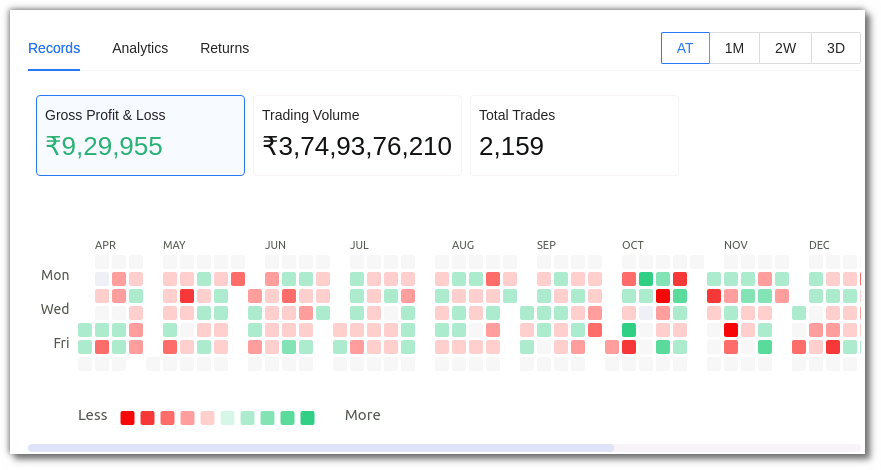 Records Analytics Returns AT 1M 2W 3D
Gross Profit & Loss Trading Volume Total Trades
₹9,29,955 ₹3,74,93,76,210 2,159
APR MAY JUN JUL AUG SEP OCT NOV DEC
Mon
Wed
Fri
Less More